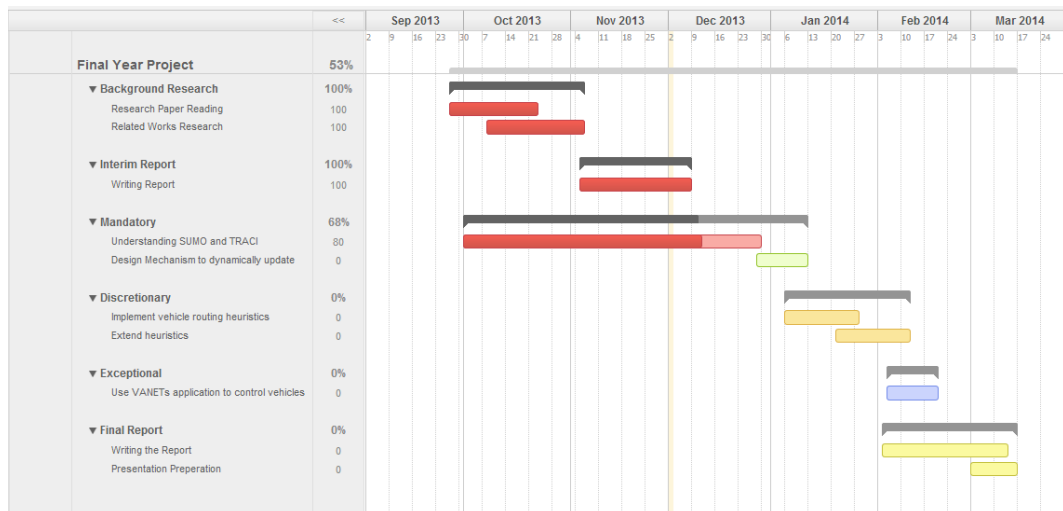 << Sep 2013 Oct 2013 Nov 2013 Dec 2013 Jan 2014 Feb 2014 Mar 2014
2 9 16 23 30 7 14 21 28 4 11 18 25 2 9 16 23 30 6 13 20 27 3 10 17 24 3 10 17 24
Final Year Project 53%
▼ Background Research 100%
Research Paper Reading 100
Related Works Research 100
▼ Interim Report 100%
Writing Report 100
▼ Mandatory 68%
Understanding SUMO and TRACI 80
Design Mechanism to dynamically update 0
▼ Discretionary 0%
Implement vehicle routing heuristics 0
Extend heuristics 0
▼ Exceptional 0%
Use VANETs application to control vehicles 0
▼ Final Report 0%
Writing the Report 0
Presentation Preperation 0